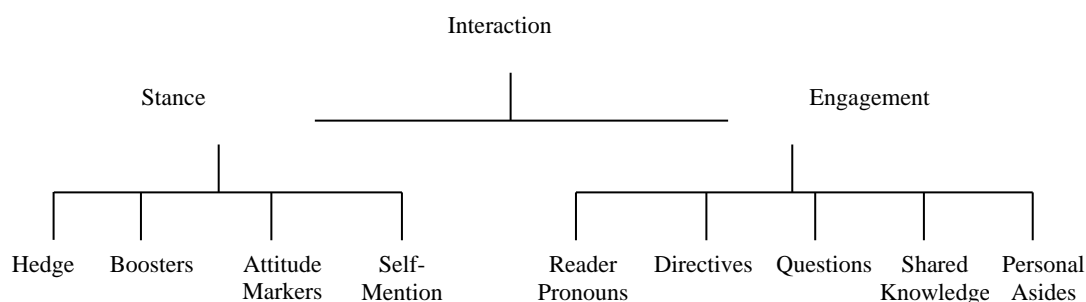 Interaction
Stance
Engagement
Hedge
Boosters
Attitude
Markers
Self-
Mention
Reader
Pronouns
Directives
Questions
Shared
Knowledge
Personal
Asides